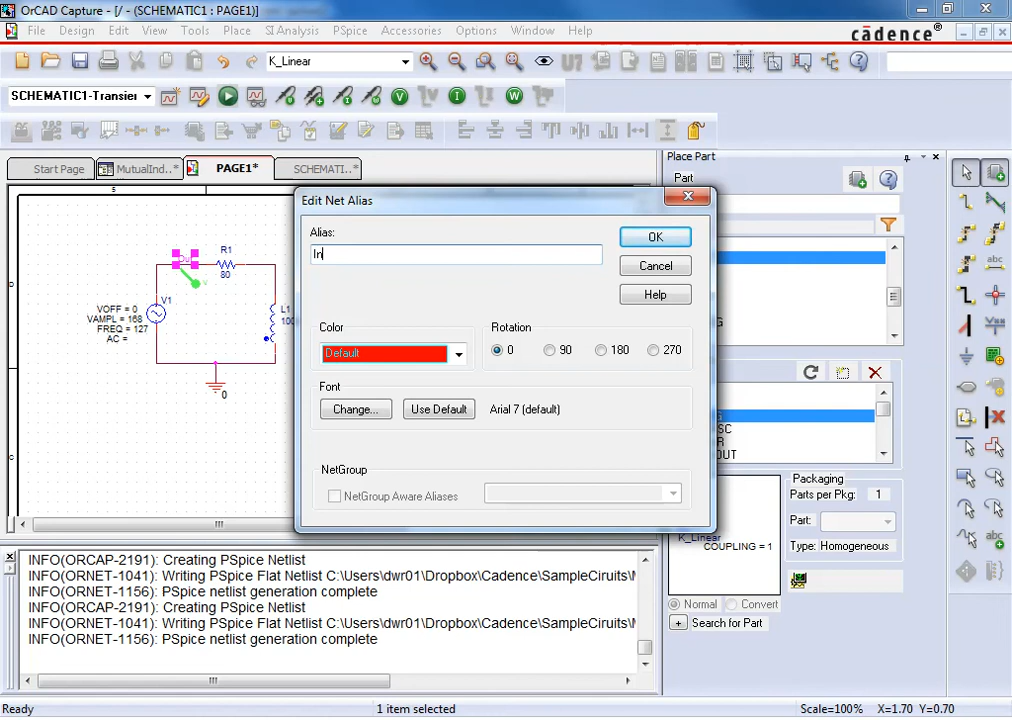 OrCAD Capture - [/ - (SCHEMATIC1 : PAGE1)]
File Design Edit View Tools Place SI Analysis PSpice Accessories Options Window Help
cādence®
K_Linear
SCHEMATIC1-Transier
Start Page
MutualInd..*
PAGE1*
SCHEMATI..*
Place Part
Part
Edit Net Alias
Alias:
In
OK
Cancel
Help
Color
Default
Rotation
0 90 180 270
Font
Change...
Use Default
Arial 7 (default)
NetGroup
NetGroup Aware Aliases
5
R1
80
V1
VOFF = 0
VAMPL = 168
FREQ = 127
AC =
L1
100
0
Packaging
Parts per Pkg: 1
Part:
Type: Homogeneous
K_Linear
COUPLING = 1
Normal Convert
Search for Part
INFO(ORCAP-2191): Creating PSpice Netlist
INFO(ORNET-1041): Writing PSpice Flat Netlist C:\Users\dwr01\Dropbox\Cadence\SampleCiruits\M
INFO(ORNET-1156): PSpice netlist generation complete
INFO(ORCAP-2191): Creating PSpice Netlist
INFO(ORNET-1041): Writing PSpice Flat Netlist C:\Users\dwr01\Dropbox\Cadence\SampleCiruits\M
INFO(ORNET-1156): PSpice netlist generation complete
Ready
1 item selected
Scale=100% X=1.70 Y=0.70